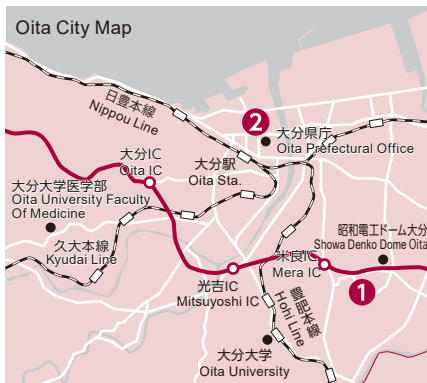 Oita City Map
日豊本線
Nippou Line
2
大分県庁
Oita Prefectural Office
大分IC
Oita IC
大分駅
Oita Sta.
大分大学医学部
Oita University Faculty
Of Medicine
昭和電工ドーム大分
Showa Denko Dome Oita
久大本線
Kyudai Line
米良IC
Mera IC
光吉IC
Mitsuyoshi IC
1
豊肥本線
Hohi Line
大分大学
Oita University